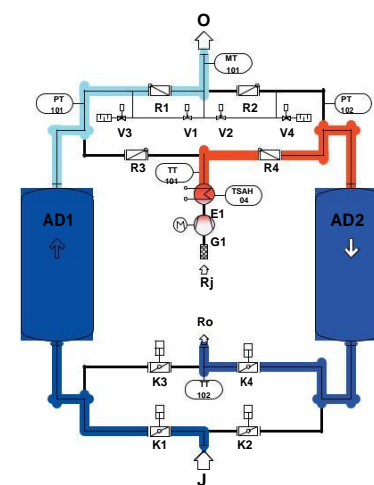 O
MT
101
PT
101
PT
102
R1
R2
V3
V1
V2
V4
R3
R4
TT
101
TSAH
04
E1
M
G1
Rj
AD1
AD2
Ro
K3
K4
TT
102
K1
K2
J